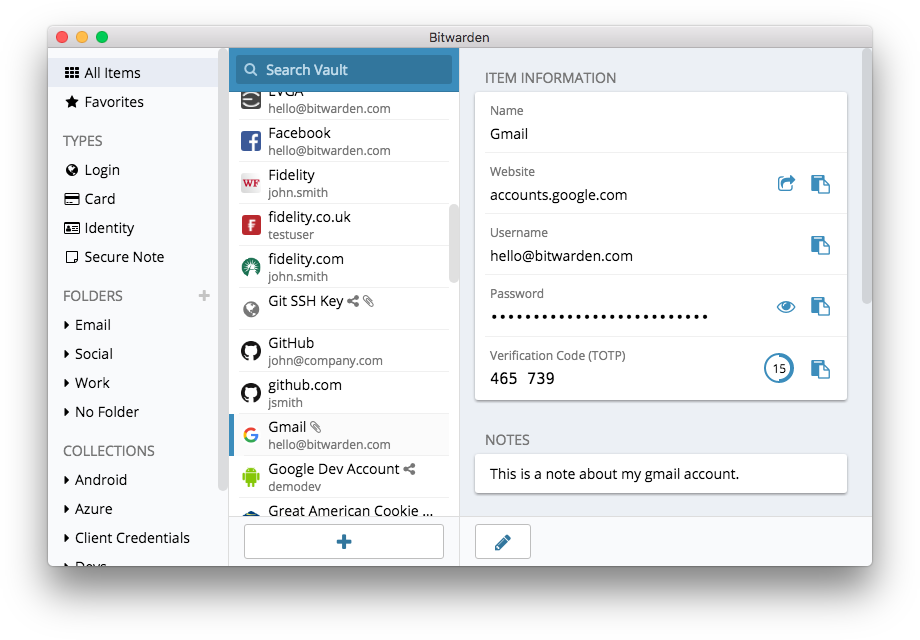 Bitwarden
All Items
Favorites
TYPES
Login
Card
Identity
Secure Note
FOLDERS
Email
Social
Work
No Folder
COLLECTIONS
Android
Azure
Client Credentials
Devs
Search Vault
EVGA
hello@bitwarden.com
Facebook
hello@bitwarden.com
WF
Fidelity
john.smith
fidelity.co.uk
testuser
fidelity.com
john.smith
Git SSH Key
GitHub
john@company.com
github.com
jsmith
Gmail
hello@bitwarden.com
Google Dev Account
demodev
Great American Cookie ...
ITEM INFORMATION
Name
Gmail
Website
accounts.google.com
Username
hello@bitwarden.com
Password
••••••••••••••••••••••••••
Verification Code (TOTP)
465 739
15
NOTES
This is a note about my gmail account.